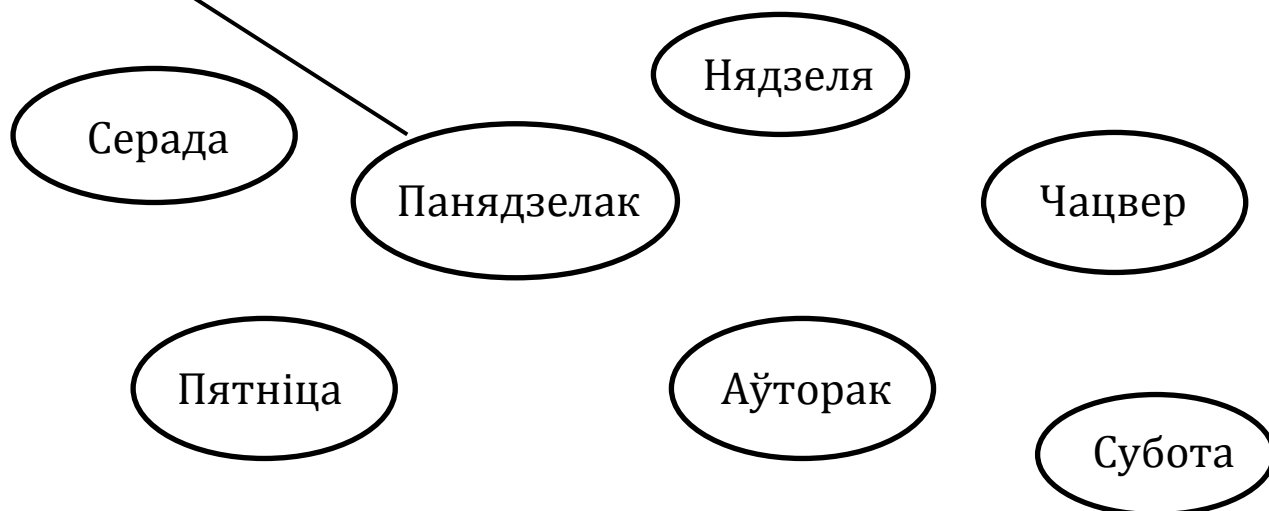 Нядзеля
Серада
Панядзелак
Чацвер
Пятніца
Аўторак
Субота